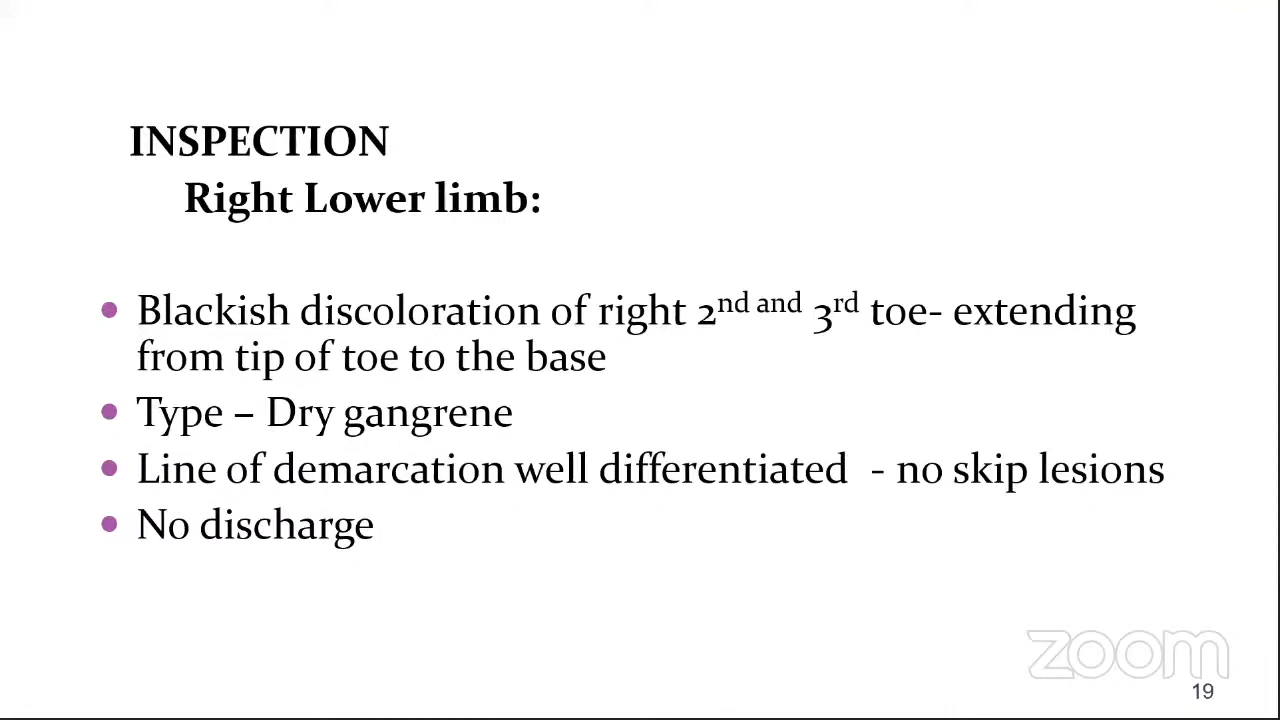 INSPECTION
Right Lower limb:
• Blackish discoloration of right 2nd and 3rd toe- extending
from tip of toe to the base
• Type – Dry gangrene
• Line of demarcation well differentiated - no skip lesions
• No discharge
zoom
19